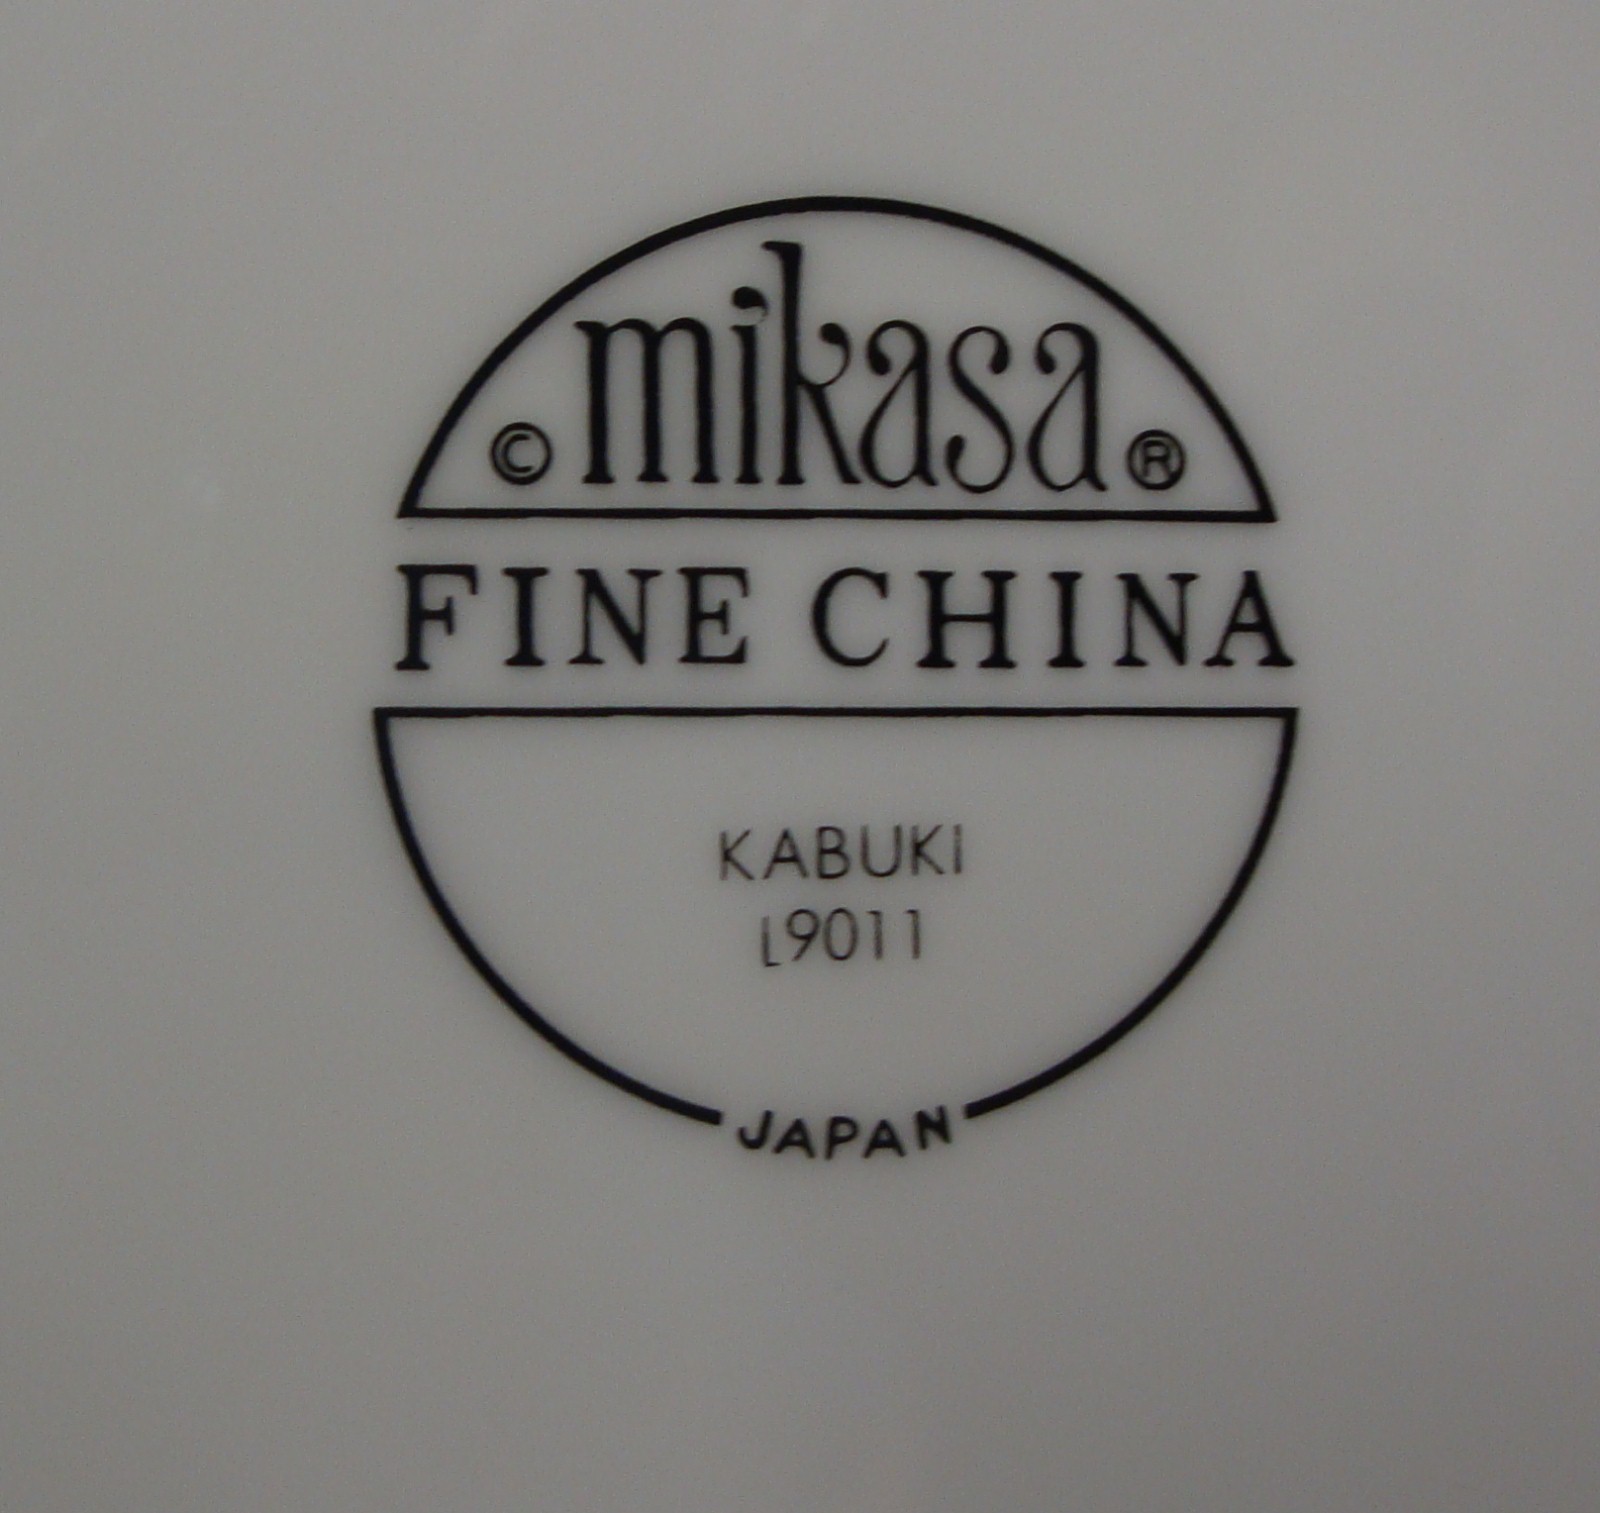 © mikasa ®
FINE CHINA
KABUKI
L9011
JAPAN